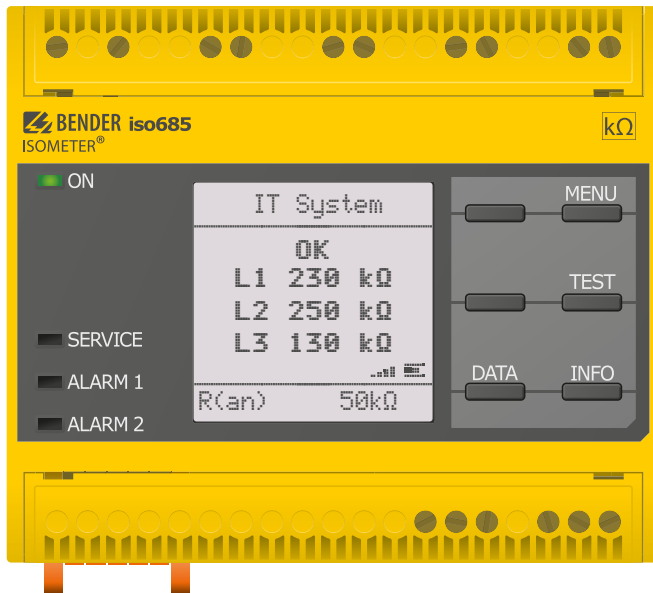 BENDER iso685
ISOMETER®
kΩ
ON
MENU
IT System
OK
L1 230 kΩ
L2 250 kΩ
L3 130 kΩ
TEST
SERVICE
ALARM 1
ALARM 2
R(an) 50kΩ
DATA
INFO